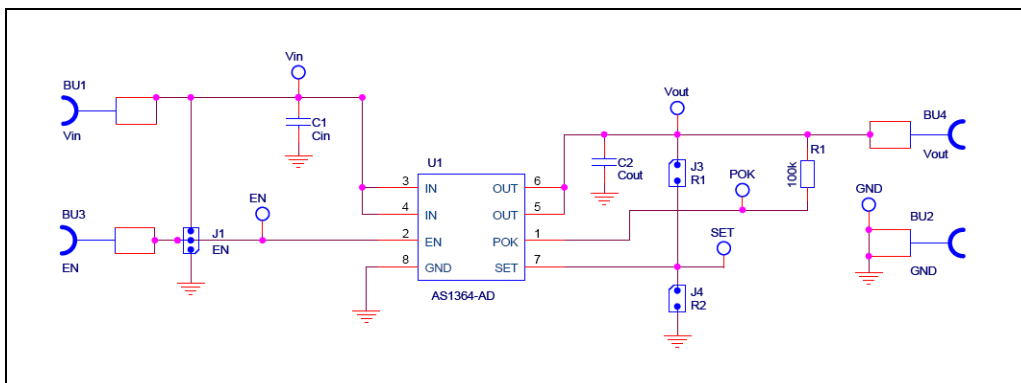 BU1
Vin
Vin
C1
Cin
BU3
EN
J1
EN
EN
U1
3 IN OUT 6
4 IN OUT 5
2 EN POK 1
8 GND SET 7
AS1364-AD
Vout
C2
Cout
J3
R1
POK
R1
100k
SET
J4
R2
BU4
Vout
GND
BU2
GND